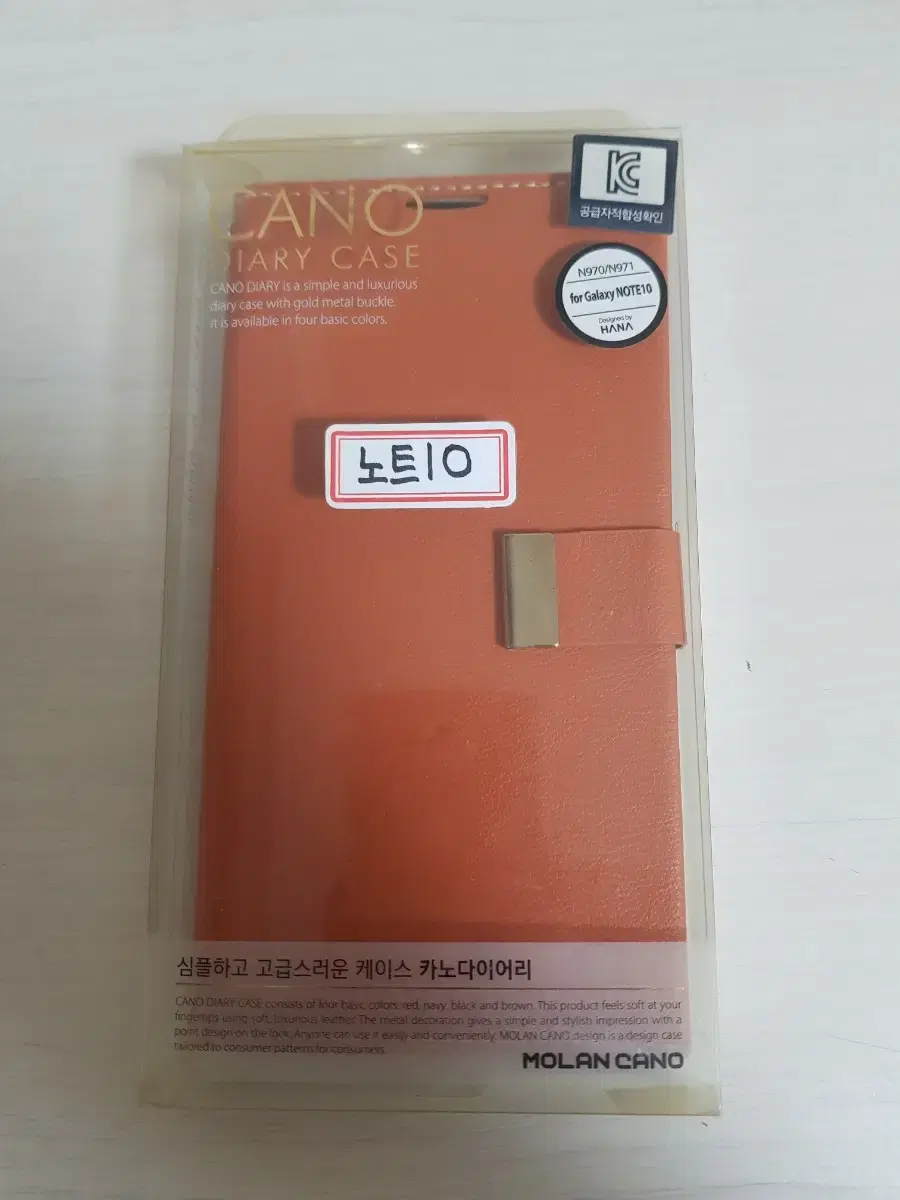 CANO
DIARY CASE
CANO DIARY is a simple and luxurious
diary case with gold metal buckle.
It is available in four basic colors.
KC
공급자적합성확인
N970/N971
for Galaxy NOTE10
Designed by
HANA
노트10
심플하고 고급스러운 케이스 카노다이어리
CANO DIARY CASE consists of four basic colors: red, navy, black and brown. This product feels soft at your
fingertips using soft, luxurious leather. The metal decoration gives a simple and stylish impression with a
point design on the lock. Anyone can use it easily and conveniently. MOLAN CANO design is a design case
tailored to consumer patterns for consumers.
MOLAN CANO